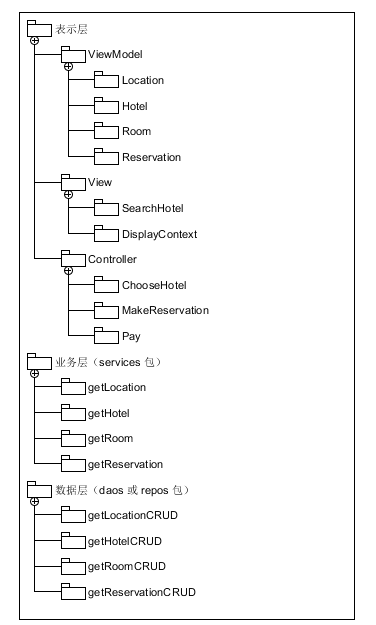 表示层
ViewModel
Location
Hotel
Room
Reservation
View
SearchHotel
DisplayContext
Controller
ChooseHotel
MakeReservation
Pay
业务层（services 包）
getLocation
getHotel
getRoom
getReservation
数据层（daos 或 repos 包）
getLocationCRUD
getHotelCRUD
getRoomCRUD
getReservationCRUD